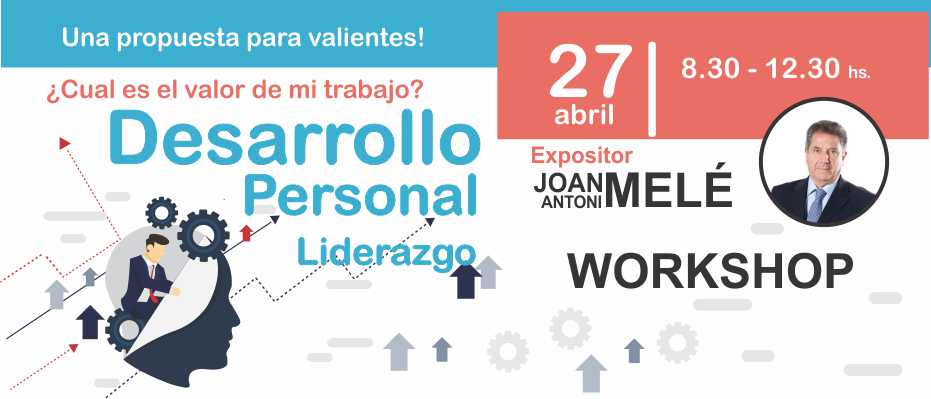 Una propuesta para valientes!
¿Cual es el valor de mi trabajo?
Desarrollo
Personal
Liderazgo
27
abril
8.30 - 12.30 hs.
Expositor
JOAN
ANTONI
MELÉ
WORKSHOP